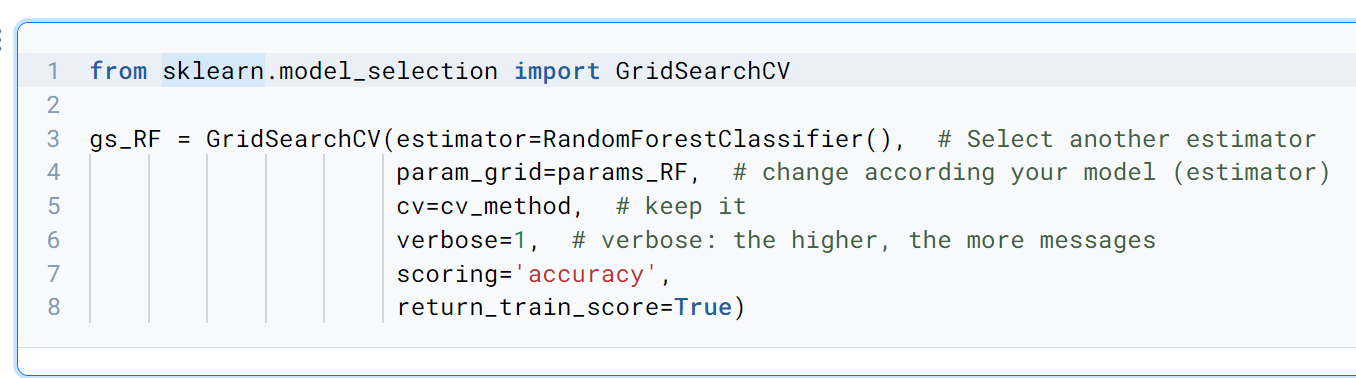 1 from sklearn.model_selection import GridSearchCV
2
3 gs_RF = GridSearchCV(estimator=RandomForestClassifier(),  # Select another estimator
4                      param_grid=params_RF,  # change according your model (estimator)
5                      cv=cv_method,  # keep it
6                      verbose=1,  # verbose: the higher, the more messages
7                      scoring='accuracy',
8                      return_train_score=True)